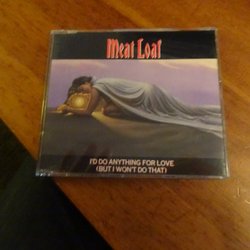 Meat Loaf
I'D DO ANYTHING FOR LOVE
(BUT I WON'T DO THAT)